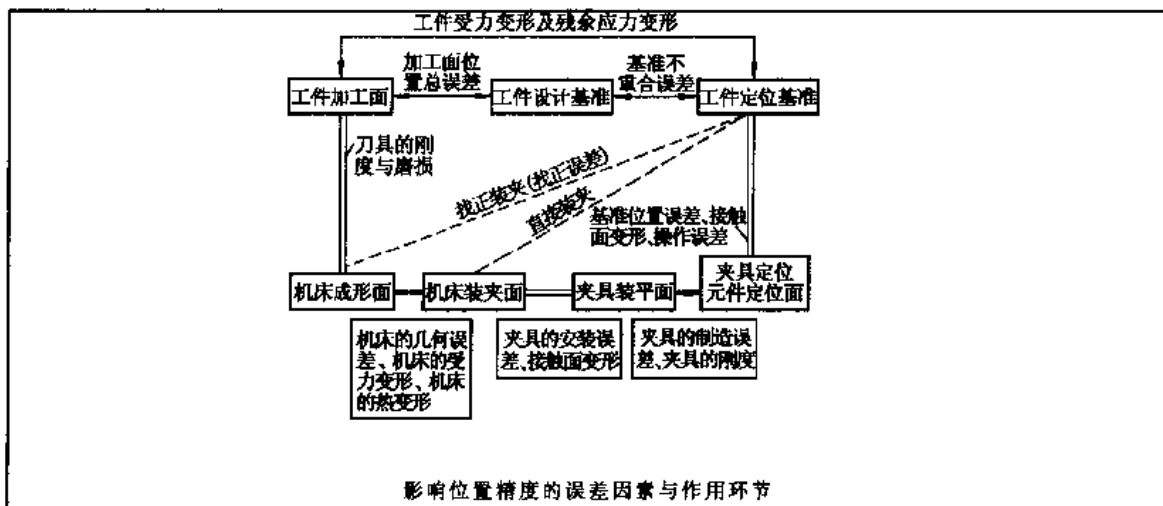 工件受力变形及残余应力变形
加工面位
置总误差
基准不
重合误差
工件加工面
工件设计基准
工件定位基准
刀具的刚
度与磨损
找正装夹(找正误差)
直接装夹
基准位置误差、接触
面变形、操作误差
机床成形面
机床装夹面
夹具装平面
夹具定位
元件定位面
机床的几何误
差、机床的受
力变形、机床
的热变形
夹具的安装误
差、接触面变形
夹具的制造误
差、夹具的刚度
影响位置精度的误差因素与作用环节